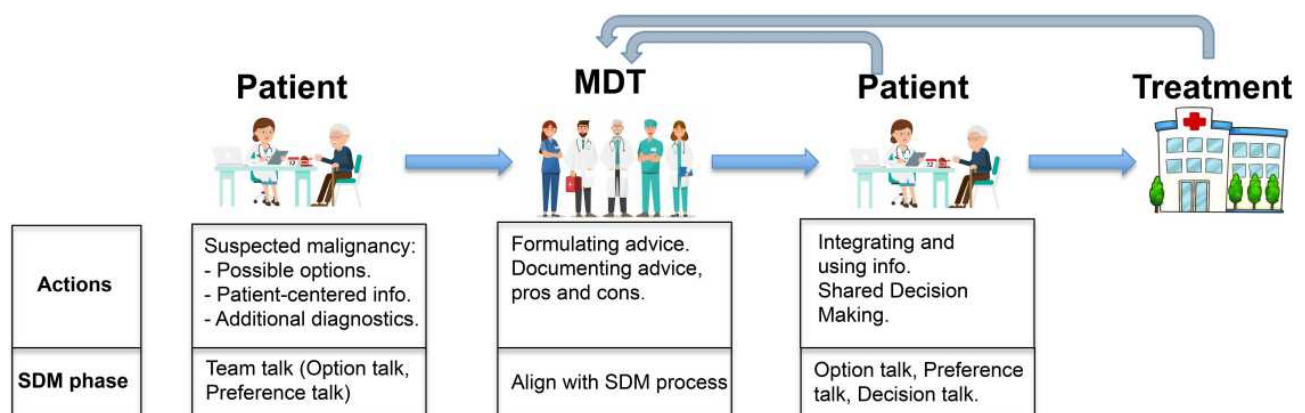 Patient
MDT
Patient
Treatment
Actions
Suspected malignancy:
- Possible options.
- Patient-centered info.
- Additional diagnostics.
Formulating advice.
Documenting advice,
pros and cons.
Integrating and
using info.
Shared Decision
Making.
SDM phase
Team talk (Option talk,
Preference talk)
Align with SDM process
Option talk, Preference
talk, Decision talk.